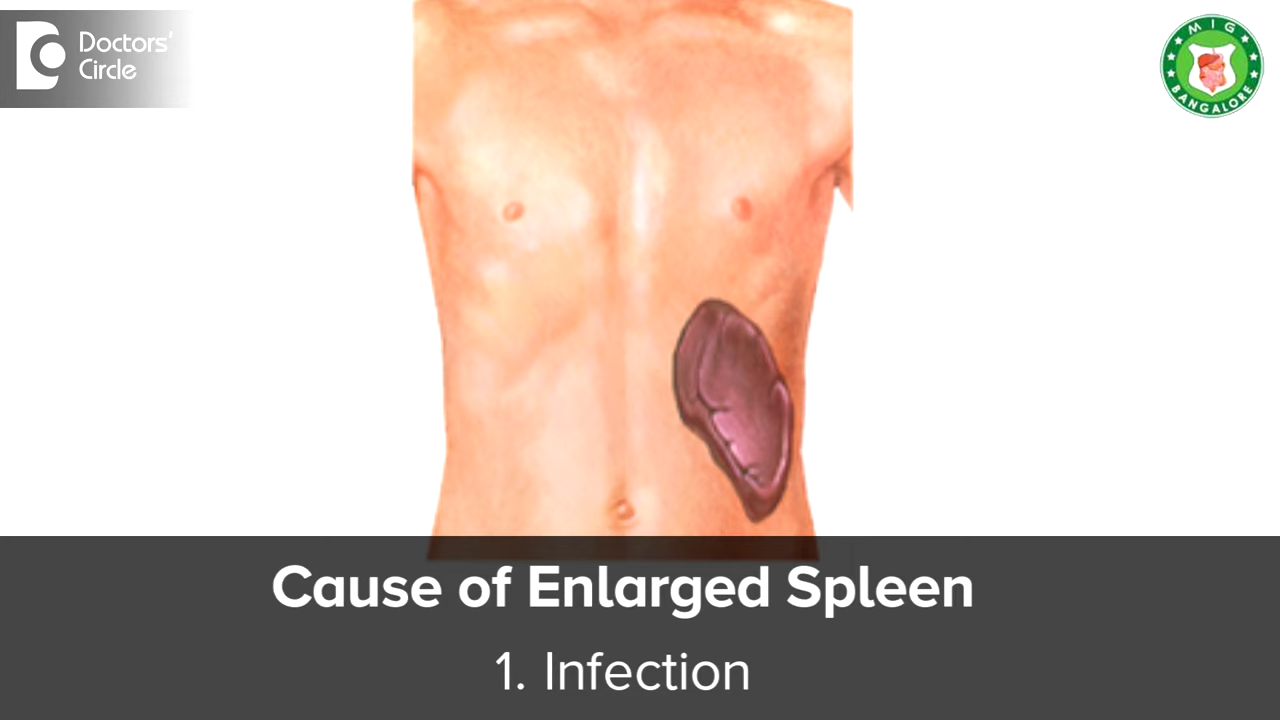 Doctors'
Circle
MIG
BANGALORE
Cause of Enlarged Spleen
1. Infection